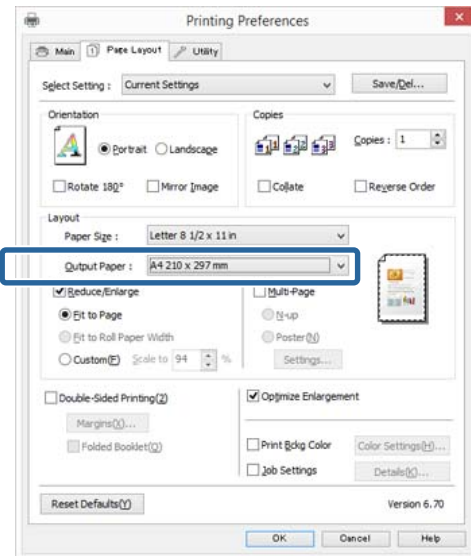 Printing Preferences
Main Page Layout Utility
Select Setting : Current Settings Save/Del...
Orientation Copies
Portrait Landscape Copies : 1
Rotate 180° Mirror Image Collate Reverse Order
Layout
Paper Size : Letter 8 1/2 x 11 in
Output Paper : A4 210 x 297 mm
Reduce/Enlarge Multi-Page
Fit to Page N-up
Fit to Roll Paper Width Poster(N)
Custom(F) Scale to 94 % Settings...
Double-Sided Printing(2) Optimize Enlargement
Margins(X)...
Folded Booklet(Q) Print Bckg Color Color Settings(H)...
Job Settings Details(K)...
Reset Defaults(Y) Version 6.70
OK Cancel Help